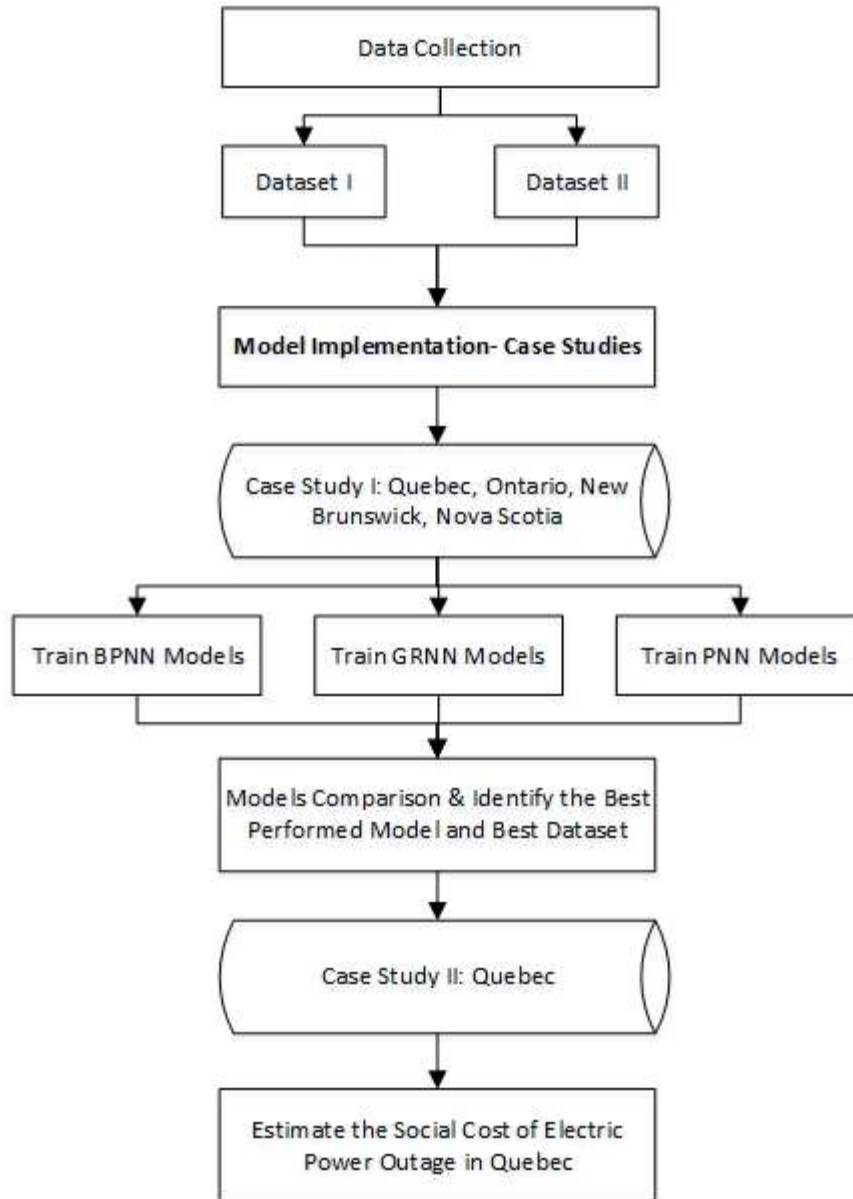 Data Collection
Dataset I
Dataset II
Model Implementation- Case Studies
Case Study I: Quebec, Ontario, New
Brunswick, Nova Scotia
Train BPNN Models
Train GRNN Models
Train PNN Models
Models Comparison & Identify the Best
Performed Model and Best Dataset
Case Study II: Quebec
Estimate the Social Cost of Electric
Power Outage in Quebec